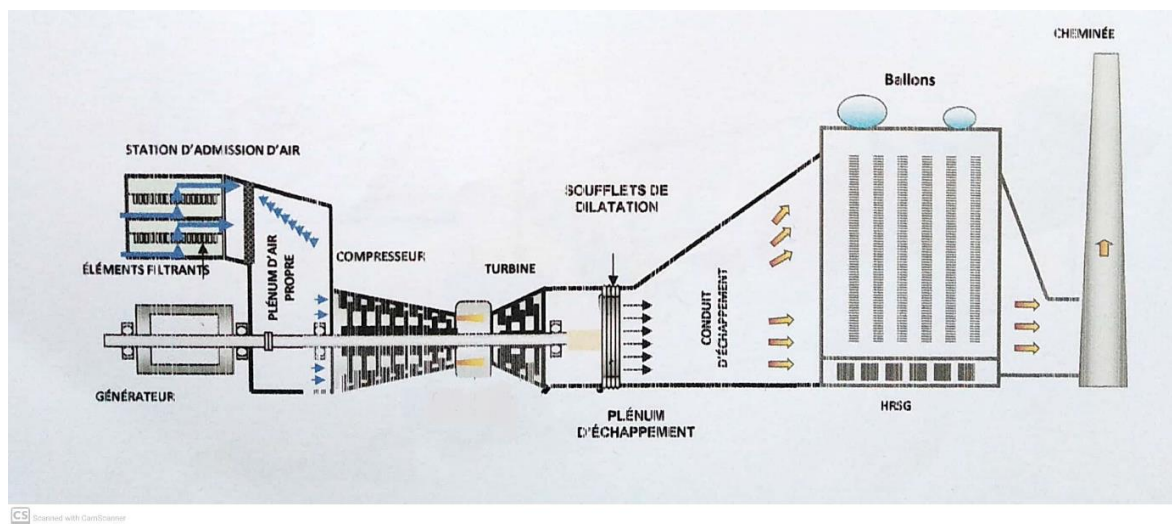 CHEMINÉE
Ballons
STATION D'ADMISSION D'AIR
SOUFFLETS DE
DILATATION
ÉLÉMENTS FILTRANTS
PLÉNUM D'AIR
PROPRE
COMPRESSEUR
TURBINE
CONDUIT
D'ÉCHAPPEMENT
GÉNÉRATEUR
PLÉNUM
D'ÉCHAPPEMENT
HRSG
CS Scanned with CamScanner